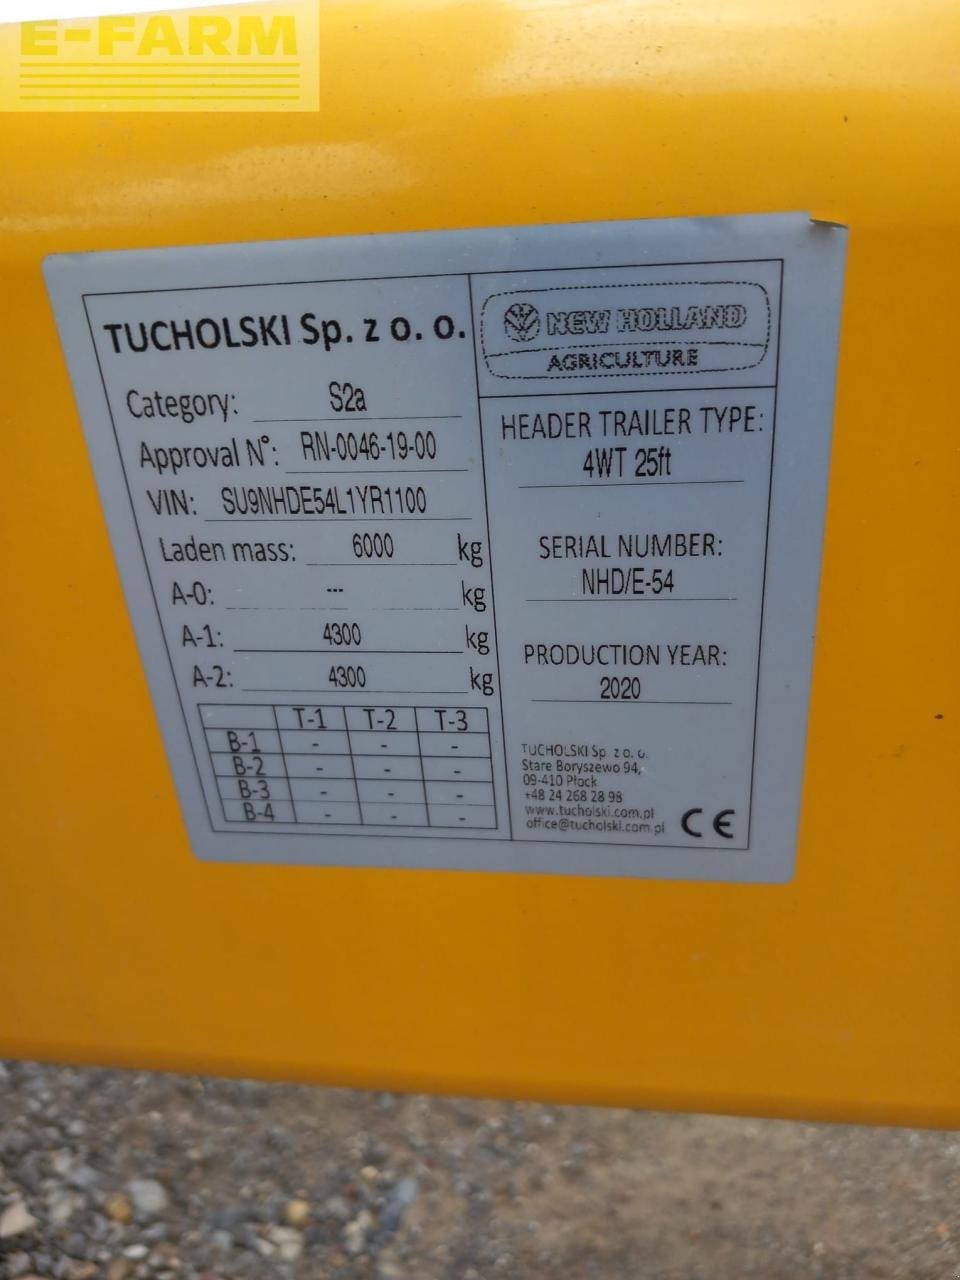 E-FARM
TUCHOLSKI Sp. z o. o.
Category: S2a
Approval N°: RN-0046-19-00
VIN: SU9NHDE54L1YR1100
Laden mass: 6000 kg
A-0: --- kg
A-1: 4300 kg
A-2: 4300 kg
T-1 T-2 T-3
B-1 - - -
B-2 - - -
B-3 - - -
B-4 - - -
NEW HOLLAND
AGRICULTURE
HEADER TRAILER TYPE:
4WT 25ft
SERIAL NUMBER:
NHD/E-54
PRODUCTION YEAR:
2020
TUCHOLSKI Sp. z o. o.
Stare Boryszewo 94,
09-410 Płock
+48 24 268 28 98
www.tucholski.com.pl
office@tucholski.com.pl
CE